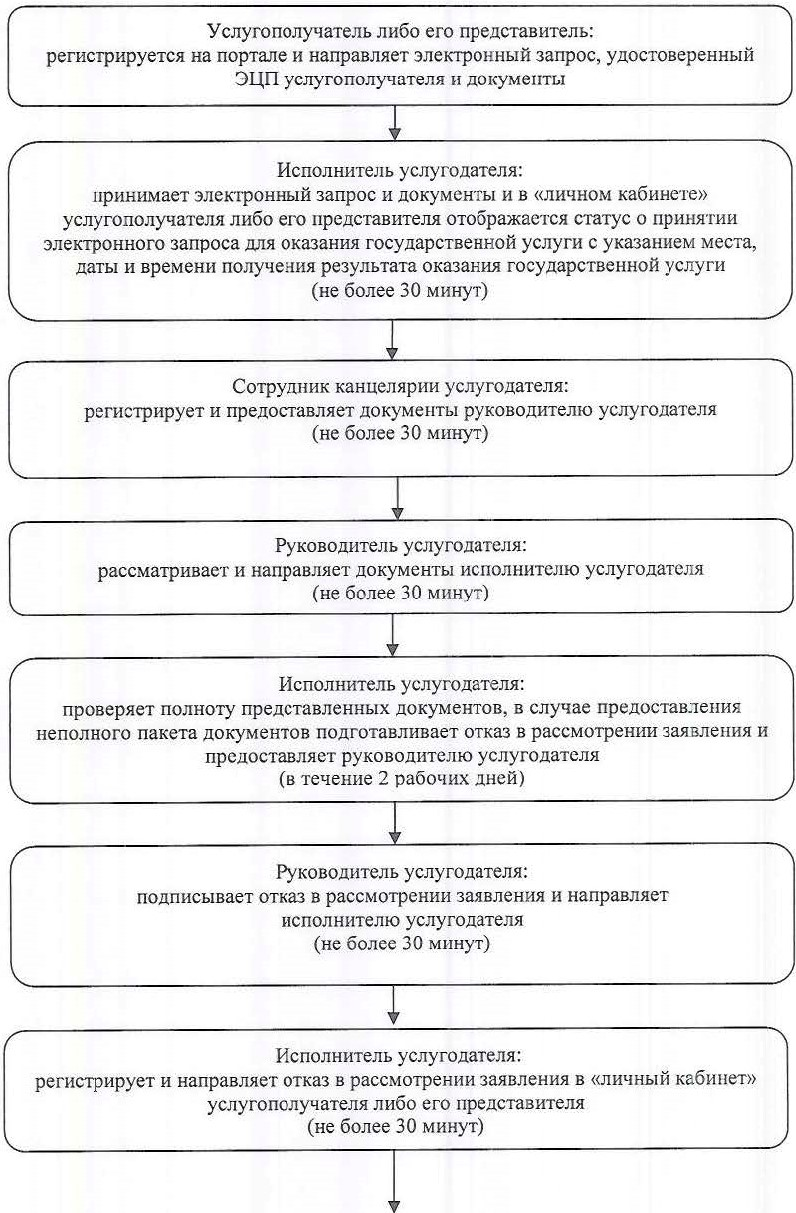 Услугополучатель либо его представитель:
регистрируется на портале и направляет электронный запрос, удостоверенный
ЭЦП услугополучателя и документы
Исполнитель услугодателя:
принимает электронный запрос и документы и в «личном кабинете»
услугополучателя либо его представителя отображается статус о принятии
электронного запроса для оказания государственной услуги с указанием места,
даты и времени получения результата оказания государственной услуги
(не более 30 минут)
Сотрудник канцелярии услугодателя:
регистрирует и предоставляет документы руководителю услугодателя
(не более 30 минут)
Руководитель услугодателя:
рассматривает и направляет документы исполнителю услугодателя
(не более 30 минут)
Исполнитель услугодателя:
проверяет полноту представленных документов, в случае предоставления
неполного пакета документов подготавливает отказ в рассмотрении заявления и
предоставляет руководителю услугодателя
(в течение 2 рабочих дней)
Руководитель услугодателя:
подписывает отказ в рассмотрении заявления и направляет
исполнителю услугодателя
(не более 30 минут)
Исполнитель услугодателя:
регистрирует и направляет отказ в рассмотрении заявления в «личный кабинет»
услугополучателя либо его представителя
(не более 30 минут)